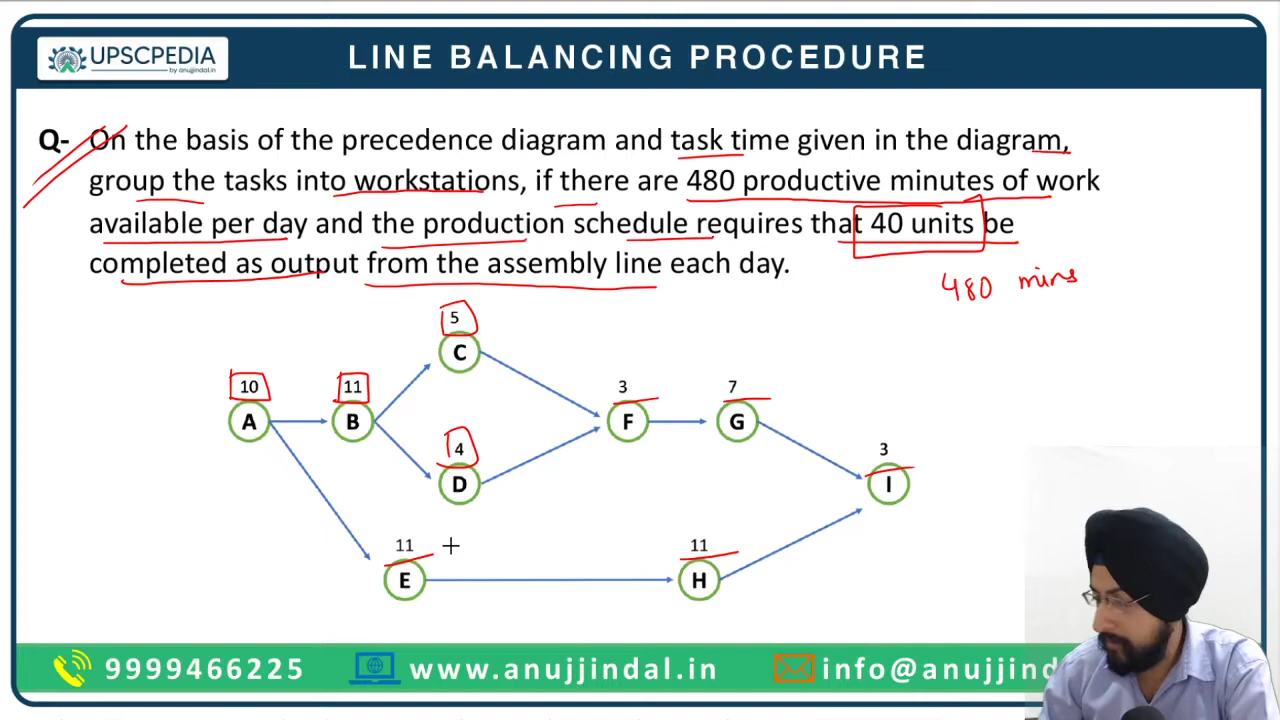 UPSCPEDIA
by anujjindal.in
LINE BALANCING PROCEDURE
Q- On the basis of the precedence diagram and task time given in the diagram,
group the tasks into workstations, if there are 480 productive minutes of work
available per day and the production schedule requires that 40 units be
completed as output from the assembly line each day.
480 mins
5
C
10
A
11
B
3
F
7
G
4
D
3
I
11
E
11
H
9999466225
www.anujjindal.in
info@anujjind